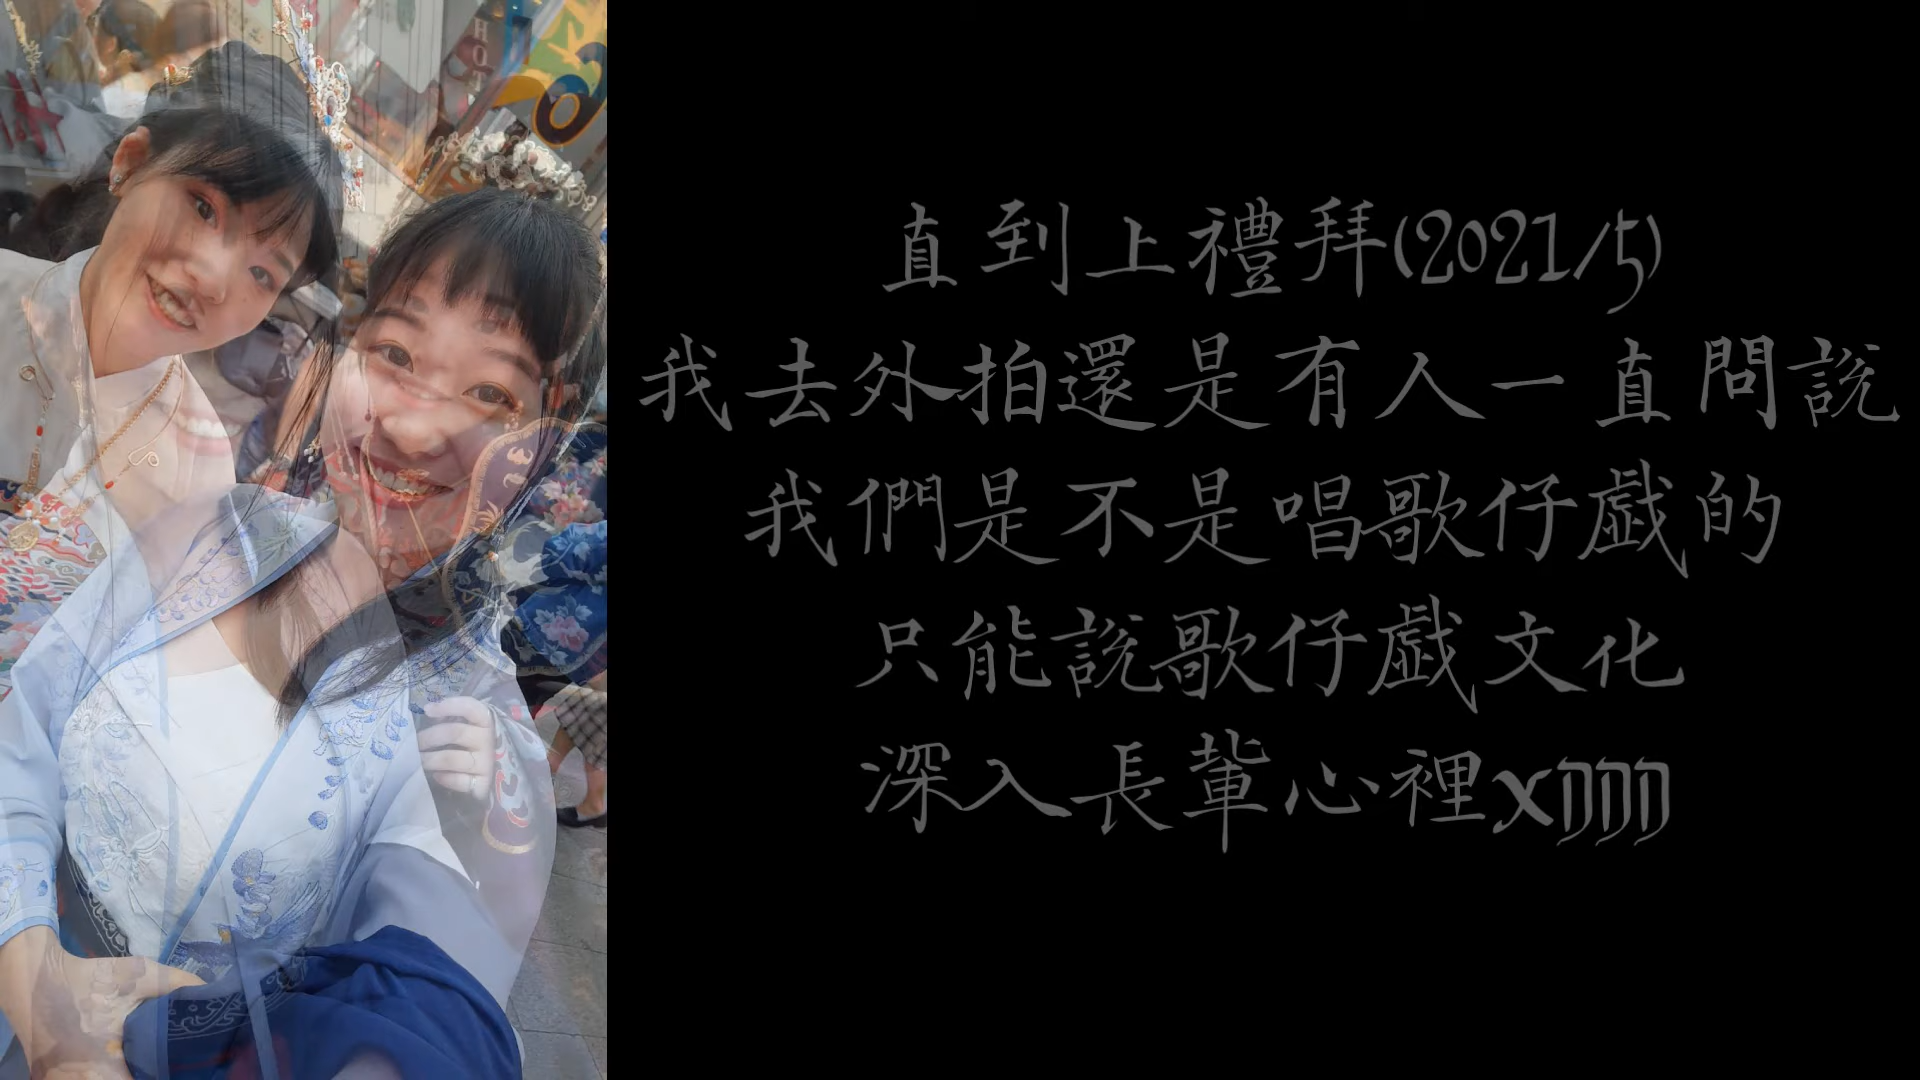 HOT
直到上禮拜(2021/5)
我去外拍還是有人一直問說
我們是不是唱歌仔戲的
只能說歌仔戲文化
深入長輩心裡XDDD